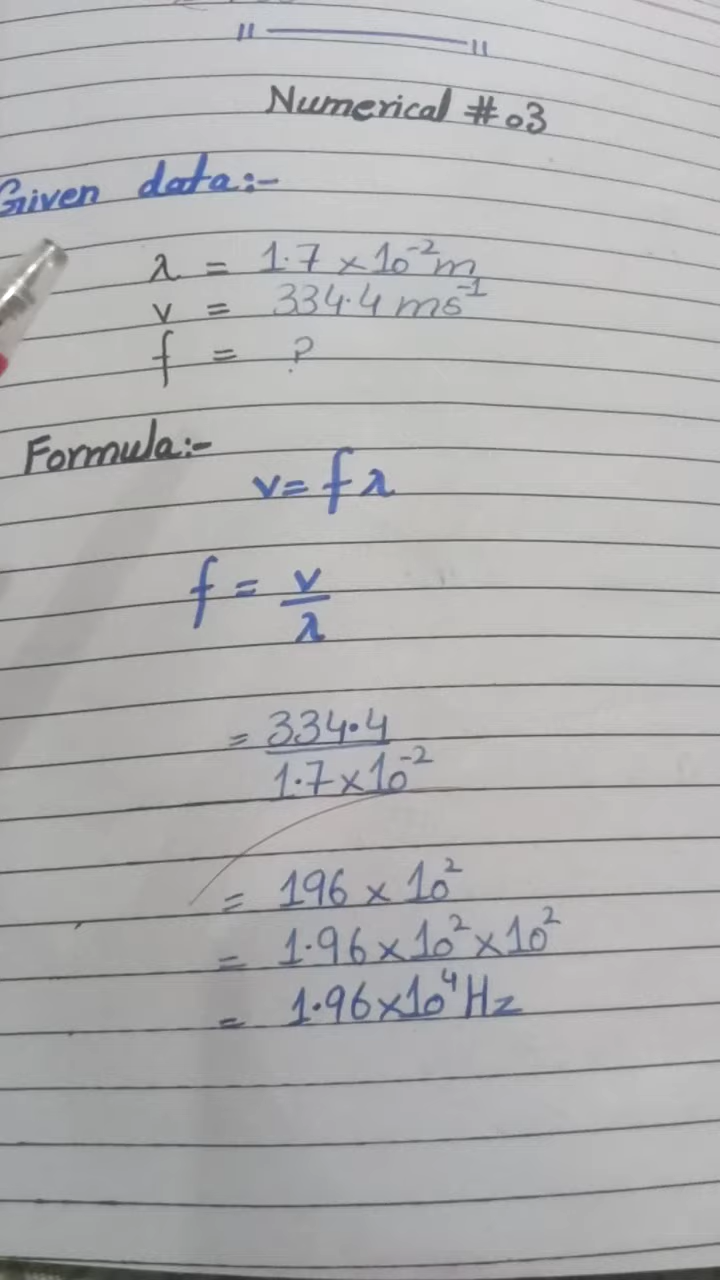 Numerical # 03
Given data:-
λ = 1.7 × 10⁻² m
v = 334.4 ms⁻¹
f = ?
Formula:-
v = f λ
f = v/λ
= 334.4/1.7 × 10⁻²
= 196 × 10²
= 1.96 × 10² × 10²
= 1.96 × 10⁴ Hz